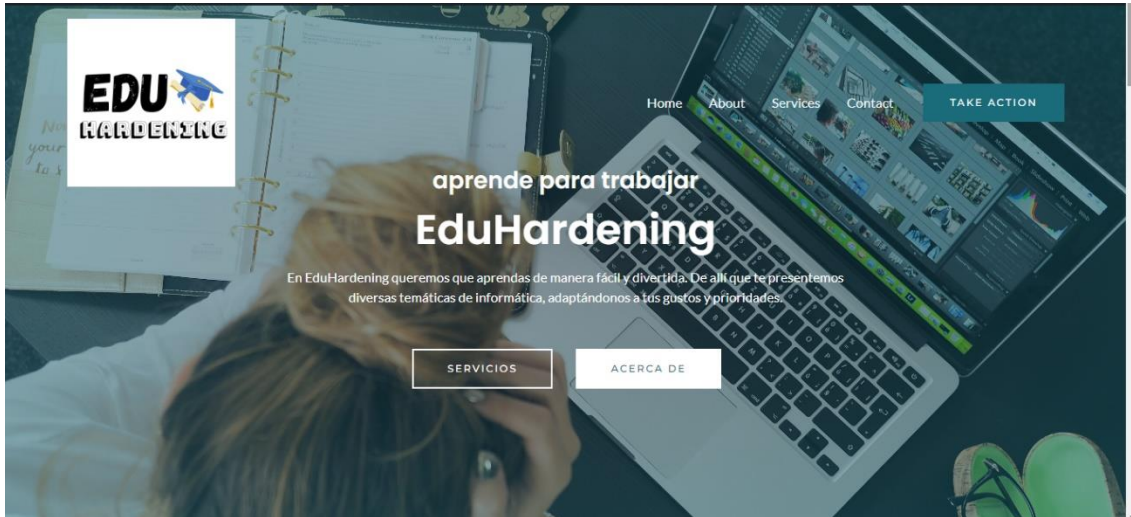 EDU
HARDENING
Home About Services Contact TAKE ACTION
aprende para trabajar
EduHardening
En EduHardening queremos que aprendas de manera fácil y divertida. De allí que te presentemos
diversas temáticas de informática, adaptándonos a tus gustos y prioridades.
SERVICIOS ACERCA DE